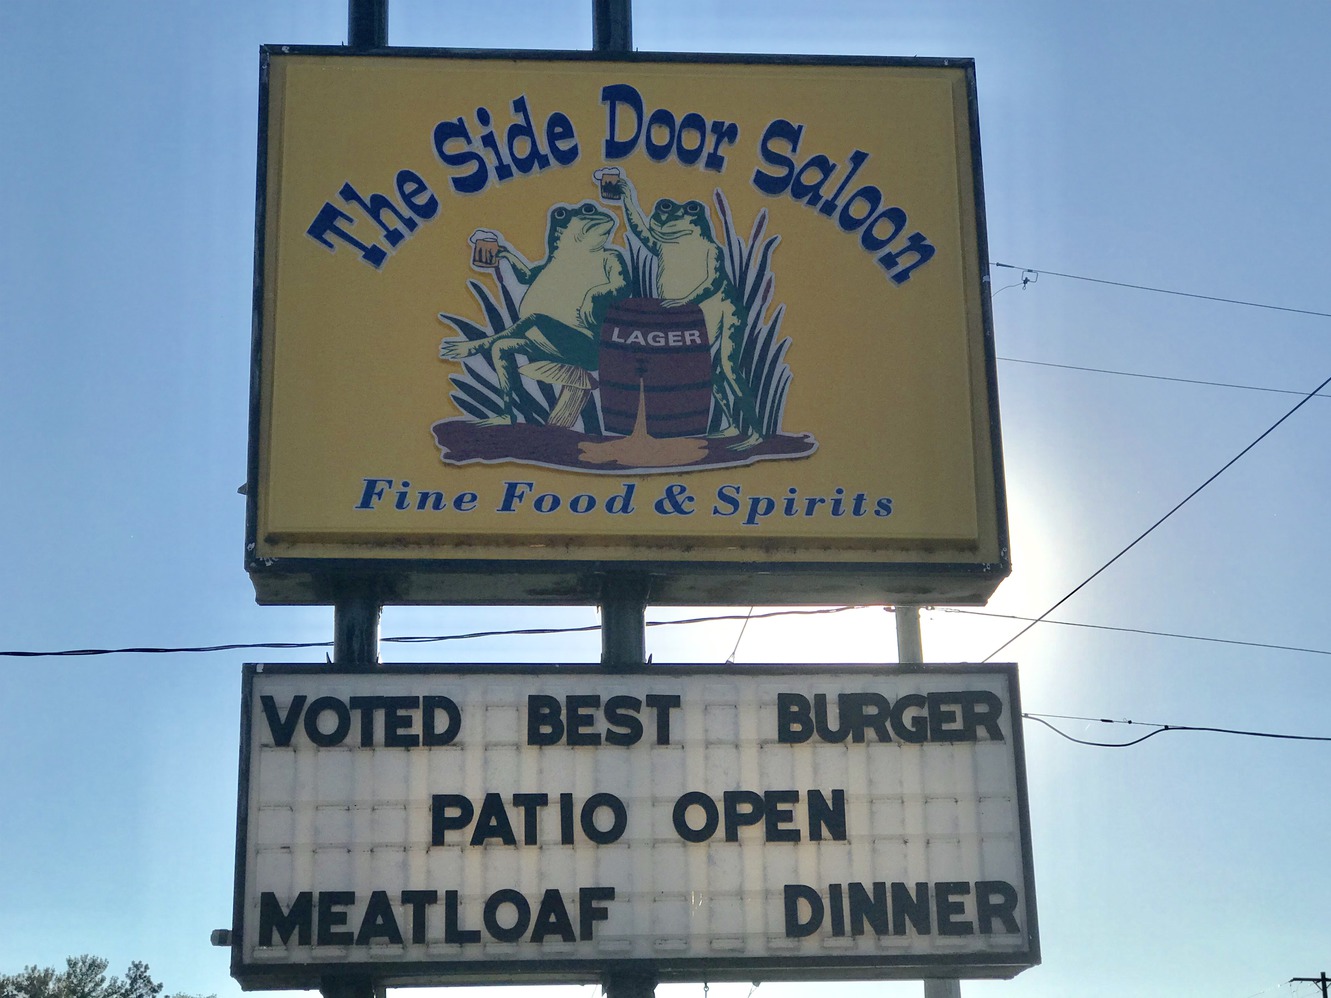 The Side Door Saloon
LAGER
Fine Food & Spirits
VOTED BEST BURGER
PATIO OPEN
MEATLOAF DINNER